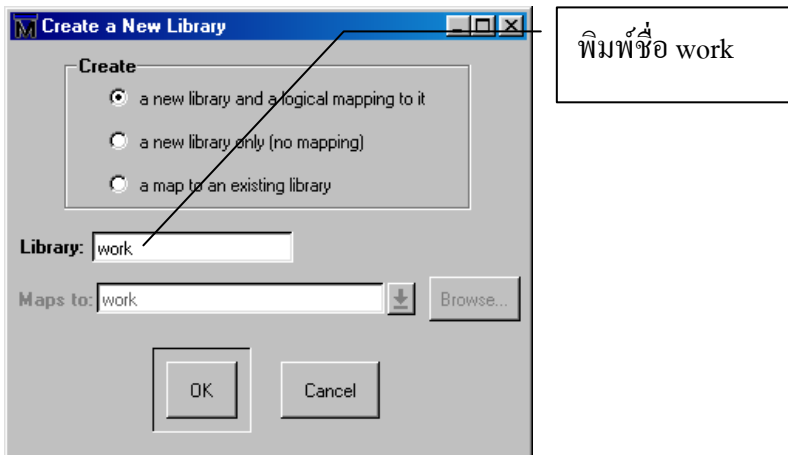 Create a New Library
พิมพ์ชื่อ work
Create
a new library and a logical mapping to it
a new library only (no mapping)
a map to an existing library
Library: work
Maps to: work
Browse...
OK
Cancel